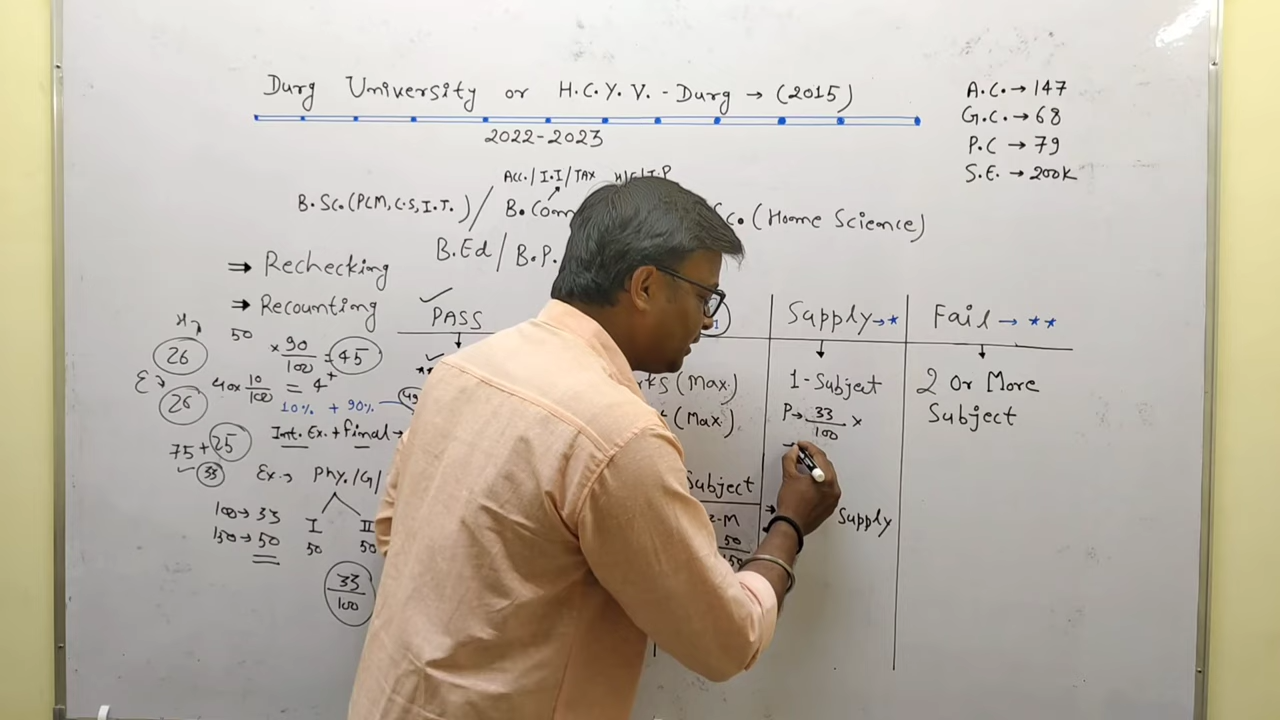 Durg University or H.C.Y.V. - Durg → (2015)
2022-2023
A.C. → 147
G.C. → 68
P.C → 79
S.E. → 200K
Acc. / I.I / TAX
B.Sc. (PCM, C.S, I.T.) / B.Com
(Home Science)
B.Ed / B.P.
⇒ Rechecking
⇒ Recounting
PASS
Supply → *
Fail → **
26
50 × 90/100 = 45
26
40 × 10/100 = 4
10% + 90%
Int. Ex. + final →
75 + 25
33
Ex → Phy. /G/
I II
50 50
100 → 33
150 → 50
33/100
(Max.)
(Max.)
Subject
50
1-Subject
P → 33/100 ×
Supply
2 Or More
Subject